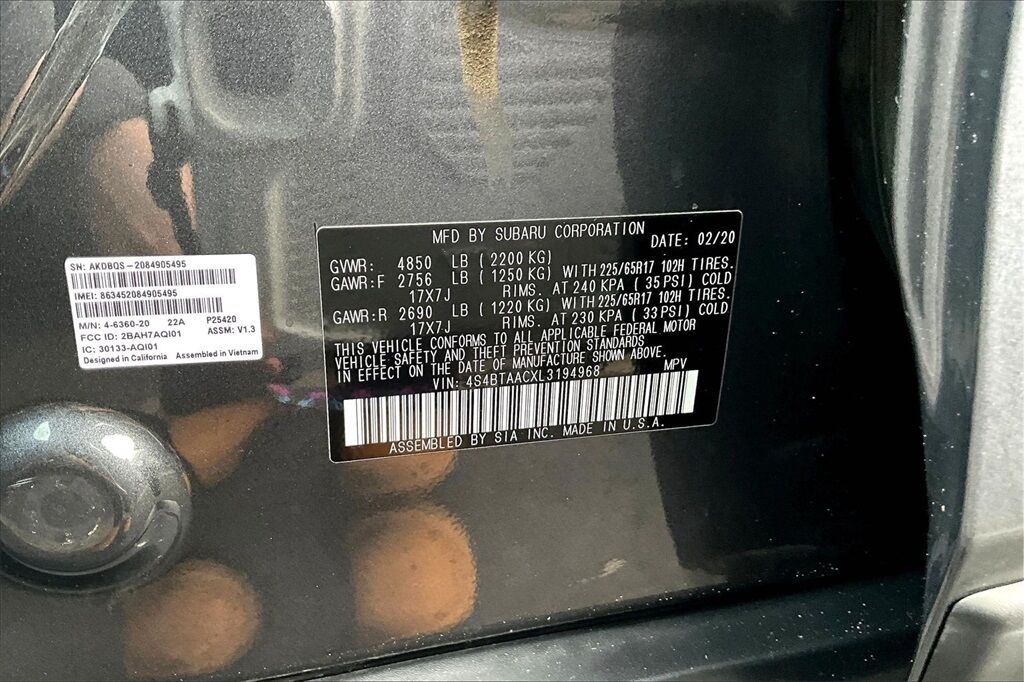 SN: AKDBQS-2084905495
IMEI: 863452084905495
M/N: 4-6360-20 22A P25420
FCC ID: 2BAH7AQI01 ASSM: V1.3
IC: 30133-AQI01
Designed in California Assembled in Vietnam
MFD BY SUBARU CORPORATION DATE: 02/20
GVWR: 4850 LB (2200 KG)
GAWR:F 2756 LB (1250 KG) WITH 225/65R17 102H TIRES.
17X7J RIMS. AT 240 KPA (35 PSI) COLD
GAWR:R 2690 LB (1220 KG) WITH 225/65R17 102H TIRES.
17X7J RIMS. AT 230 KPA (33 PSI) COLD
THIS VEHICLE CONFORMS TO ALL APPLICABLE FEDERAL MOTOR
VEHICLE SAFETY AND THEFT PREVENTION STANDARDS
IN EFFECT ON THE DATE OF MANUFACTURE SHOWN ABOVE.
VIN: 4S4BTAACXL3194968 MPV
ASSEMBLED BY SIA INC. MADE IN U.S.A.